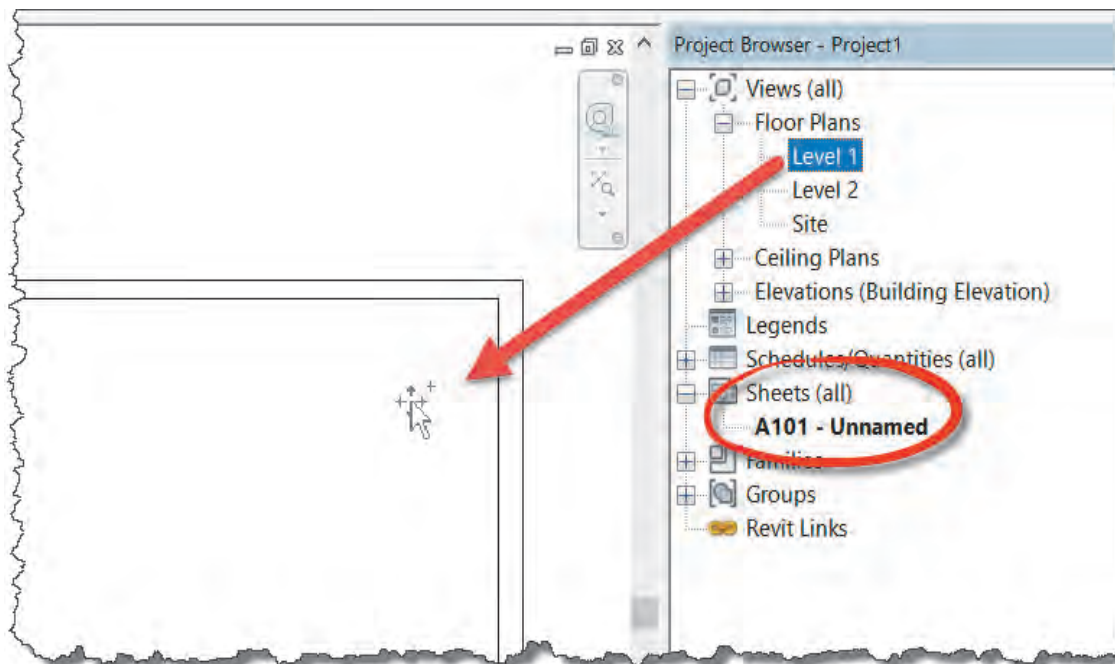 Project Browser - Project1
Views (all)
Floor Plans
Level 1
Level 2
Site
Ceiling Plans
Elevations (Building Elevation)
Legends
Schedules/Quantities (all)
Sheets (all)
A101 - Unnamed
Families
Groups
Revit Links